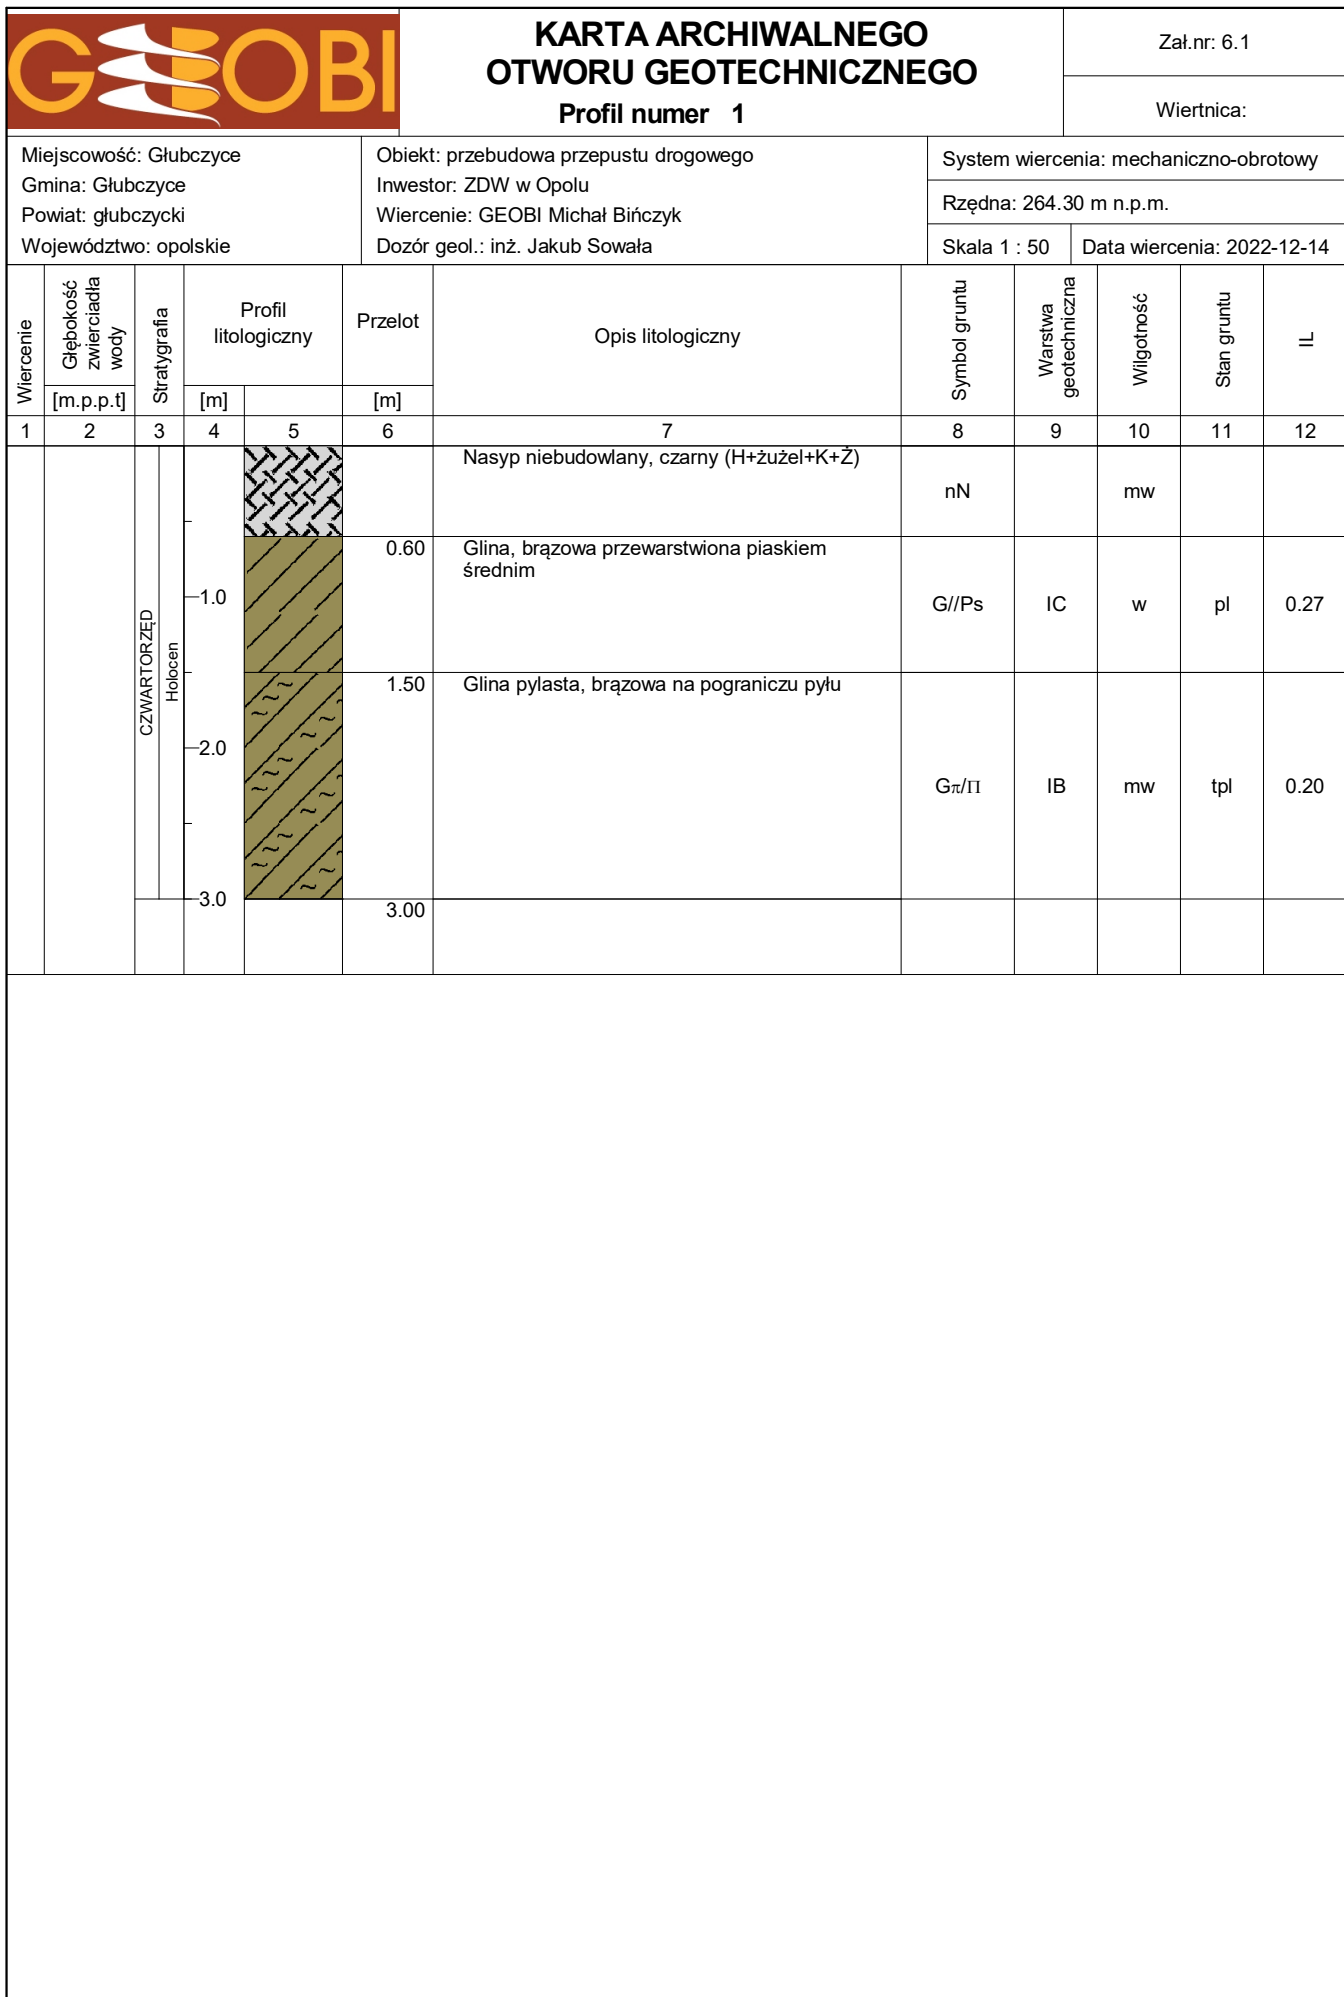 GEOBI
KARTA ARCHIWALNEGO
OTWORU GEOTECHNICZNEGO
Profil numer 1
Zał.nr: 6.1
Wiertnica:
Miejscowość: Głubczyce
Gmina: Głubczyce
Powiat: głubczycki
Województwo: opolskie
Obiekt: przebudowa przepustu drogowego
Inwestor: ZDW w Opolu
Wiercenie: GEOBI Michał Bińczyk
Dozór geol.: inż. Jakub Sowała
System wiercenia: mechaniczno-obrotowy
Rzędna: 264.30 m n.p.m.
Skala 1 : 50
Data wiercenia: 2022-12-14
Wiercenie
Głębokość
zwierciadła
wody
[m.p.p.t]
Stratygrafia
Profil
litologiczny
[m]
Przelot
[m]
Opis litologiczny
Symbol gruntu
Warstwa
geotechniczna
Wilgotność
Stan gruntu
IL
1 2 3 4 5 6 7 8 9 10 11 12
CZWARTORZĘD
Holocen
Nasyp niebudowlany, czarny (H+żużel+K+Ż)
nN mw
0.60 Glina, brązowa przewarstwiona piaskiem
średnim
1.0
G//Ps IC w pl 0.27
1.50 Glina pylasta, brązowa na pograniczu pyłu
2.0
Gπ/Π IB mw tpl 0.20
3.0
3.00